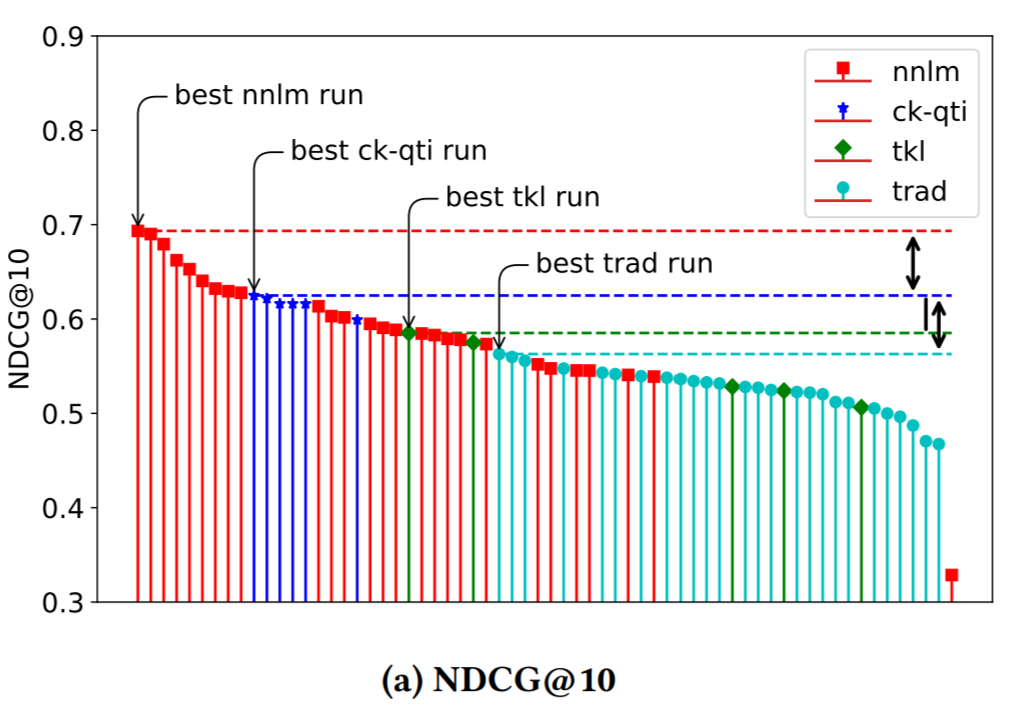 0.9
0.8
0.7
0.6
0.5
0.4
0.3
NDCG@10
best nnlm run
best ck-qti run
best tkl run
best trad run
nnlm
ck-qti
tkl
trad
(a) NDCG@10